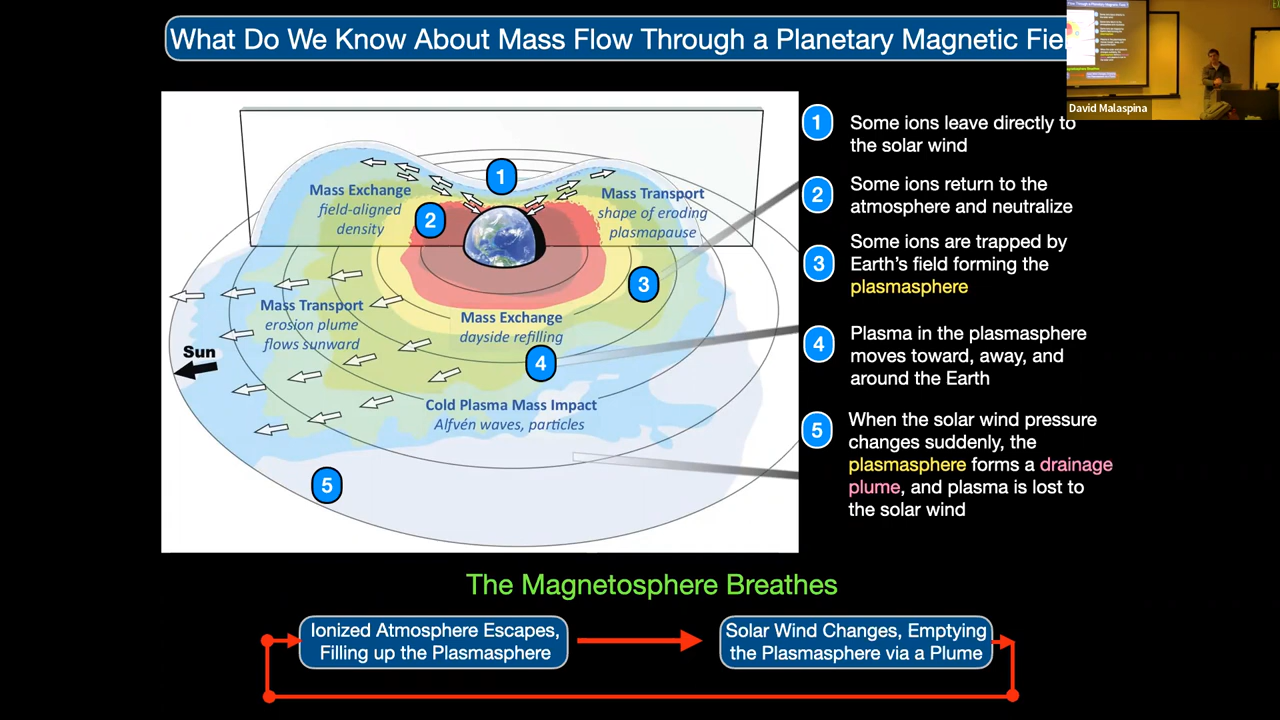 What Do We Know About Mass Flow Through a Planetary Magnetic Fie
David Malaspina
Mass Exchange
field-aligned
density
1
2
Mass Transport
shape of eroding
plasmapause
3
Mass Transport
erosion plume
flows sunward
Mass Exchange
dayside refilling
Sun
4
Cold Plasma Mass Impact
Alfvén waves, particles
5
1
Some ions leave directly to
the solar wind
2
Some ions return to the
atmosphere and neutralize
3
Some ions are trapped by
Earth's field forming the
plasmasphere
4
Plasma in the plasmasphere
moves toward, away, and
around the Earth
5
When the solar wind pressure
changes suddenly, the
plasmasphere forms a drainage
plume, and plasma is lost to
the solar wind
The Magnetosphere Breathes
Ionized Atmosphere Escapes,
Filling up the Plasmasphere
Solar Wind Changes, Emptying
the Plasmasphere via a Plume